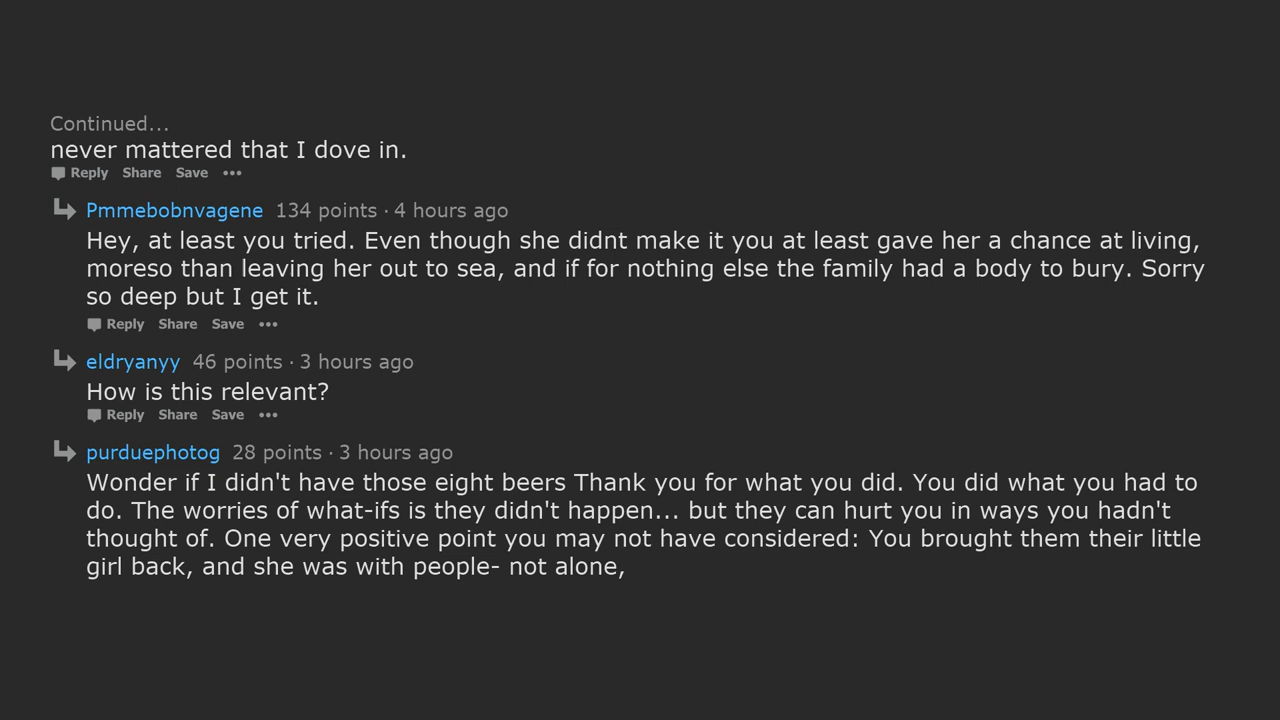 Continued...
never mattered that I dove in.
Reply Share Save •••
Pmmebobnvagene 134 points · 4 hours ago
Hey, at least you tried. Even though she didnt make it you at least gave her a chance at living,
moreso than leaving her out to sea, and if for nothing else the family had a body to bury. Sorry
so deep but I get it.
Reply Share Save •••
eldryanyy 46 points · 3 hours ago
How is this relevant?
Reply Share Save •••
purduephotog 28 points · 3 hours ago
Wonder if I didn't have those eight beers Thank you for what you did. You did what you had to
do. The worries of what-ifs is they didn't happen... but they can hurt you in ways you hadn't
thought of. One very positive point you may not have considered: You brought them their little
girl back, and she was with people- not alone,